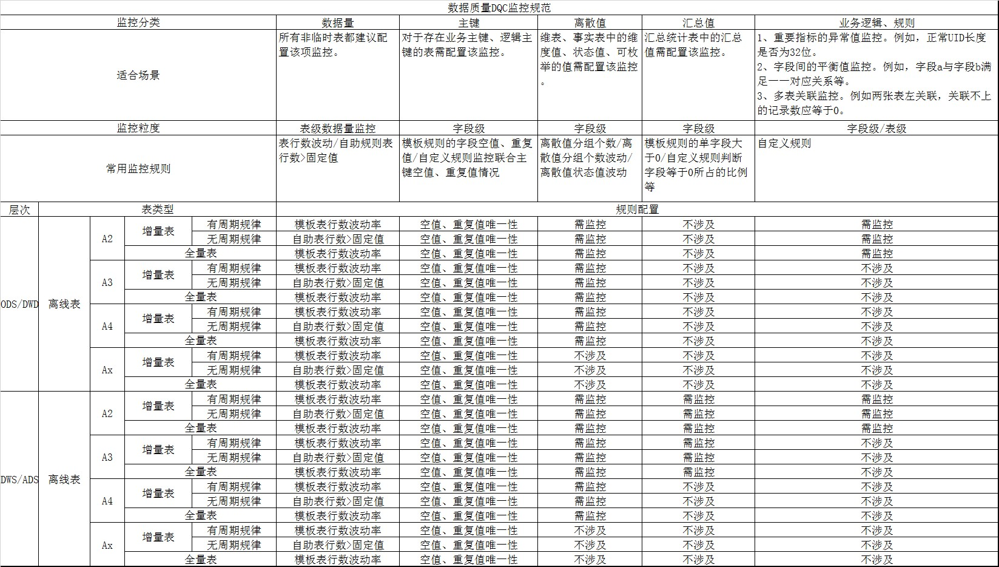 数据质量DQC监控规范
监控分类 数据量 主键 离散值 汇总值 业务逻辑、规则
适合场景
所有非临时表都建议配
置该项监控。
对于存在业务主键、逻辑主
键的表需配置该监控。
维表、事实表中的维
度值、状态值、可枚
举的值需配置该监控
。
汇总统计表中的汇总
值需配置该监控。
1、重要指标的异常值监控。例如，正常UID长度
是否为32位。
2、字段间的平衡值监控。例如，字段a与字段b满
足一一对应关系等。
3、多表关联监控。例如两张表左关联，关联不上
的记录数应等于0。
监控粒度 表级数据量监控 字段级 字段级 字段级 字段级/表级
常用监控规则
表行数波动/自助规则表
行数>固定值
模板规则的字段空值、重复
值/自定义规则监控联合主
键空值、重复值情况
离散值分组个数/离
散值分组个数波动/
离散值状态值波动
模板规则的单字段大
于0/自定义规则判断
字段等于0所占的比例
等
自定义规则
层次 表类型 规则配置
ODS/DWD 离线表
A2 增量表 有周期规律 模板表行数波动率 空值、重复值唯一性 需监控 不涉及 需监控
无周期规律 自助表行数>固定值 空值、重复值唯一性 需监控 不涉及 需监控
全量表 模板表行数波动率 空值、重复值唯一性 需监控 不涉及 需监控
A3 增量表 有周期规律 模板表行数波动率 空值、重复值唯一性 需监控 不涉及 不涉及
无周期规律 自助表行数>固定值 空值、重复值唯一性 需监控 不涉及 不涉及
全量表 模板表行数波动率 空值、重复值唯一性 需监控 不涉及 不涉及
A4 增量表 有周期规律 模板表行数波动率 空值、重复值唯一性 需监控 不涉及 不涉及
无周期规律 自助表行数>固定值 空值、重复值唯一性 需监控 不涉及 不涉及
全量表 模板表行数波动率 空值、重复值唯一性 需监控 不涉及 不涉及
Ax 增量表 有周期规律 模板表行数波动率 空值、重复值唯一性 不涉及 不涉及 不涉及
无周期规律 自助表行数>固定值 空值、重复值唯一性 不涉及 不涉及 不涉及
全量表 模板表行数波动率 空值、重复值唯一性 不涉及 不涉及 不涉及
DWS/ADS 离线表
A2 增量表 有周期规律 模板表行数波动率 空值、重复值唯一性 需监控 需监控 需监控
无周期规律 自助表行数>固定值 空值、重复值唯一性 需监控 需监控 需监控
全量表 模板表行数波动率 空值、重复值唯一性 需监控 需监控 需监控
A3 增量表 有周期规律 模板表行数波动率 空值、重复值唯一性 需监控 需监控 不涉及
无周期规律 自助表行数>固定值 空值、重复值唯一性 需监控 需监控 不涉及
全量表 模板表行数波动率 空值、重复值唯一性 需监控 需监控 不涉及
A4 增量表 有周期规律 模板表行数波动率 空值、重复值唯一性 需监控 不涉及 不涉及
无周期规律 自助表行数>固定值 空值、重复值唯一性 需监控 不涉及 不涉及
全量表 模板表行数波动率 空值、重复值唯一性 需监控 不涉及 不涉及
Ax 增量表 有周期规律 模板表行数波动率 空值、重复值唯一性 不涉及 不涉及 不涉及
无周期规律 自助表行数>固定值 空值、重复值唯一性 不涉及 不涉及 不涉及
全量表 模板表行数波动率 空值、重复值唯一性 不涉及 不涉及 不涉及